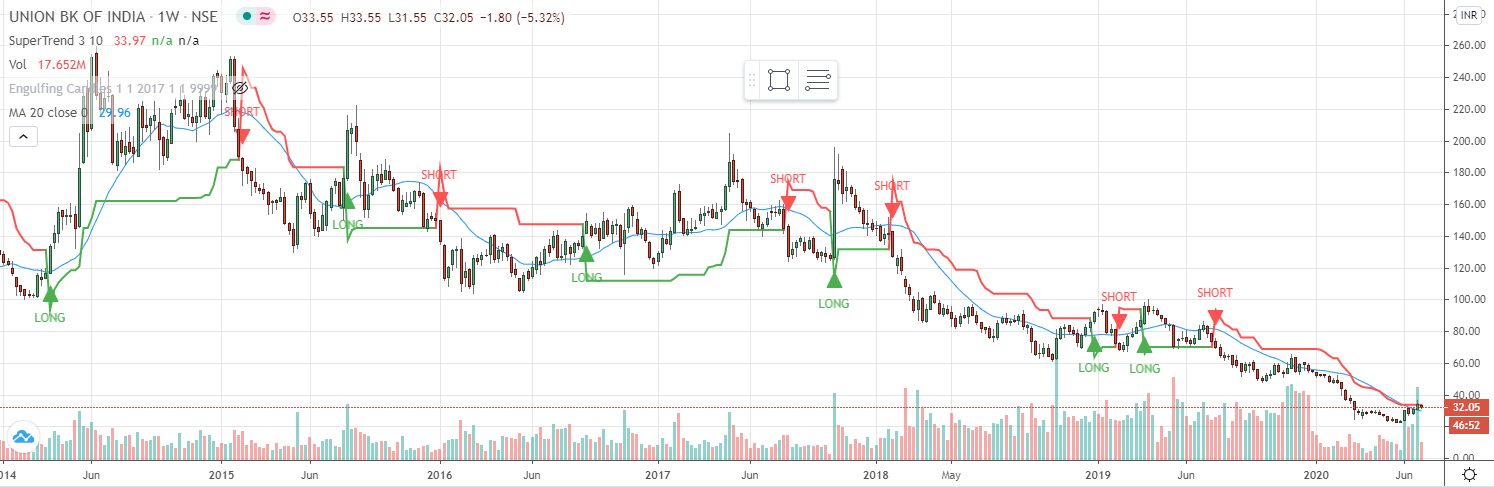 UNION BK OF INDIA · 1W · NSE O33.55 H33.55 L31.55 C32.05 −1.80 (−5.32%)
SuperTrend 3 10 33.97 n/a n/a
Vol 17.652M
Engulfing Candles 1 1 2017 1 1 9999
MA 20 close 0 29.96
INR
260.00
240.00
220.00
200.00
180.00
160.00
140.00
120.00
100.00
80.00
60.00
40.00
32.05
46:52
0.00
SHORT
LONG
SHORT
LONG
LONG
SHORT
LONG
SHORT
SHORT
LONG
LONG
SHORT
2014 Jun 2015 Jun 2016 Jun 2017 Jun 2018 May 2019 Jun 2020 Jun